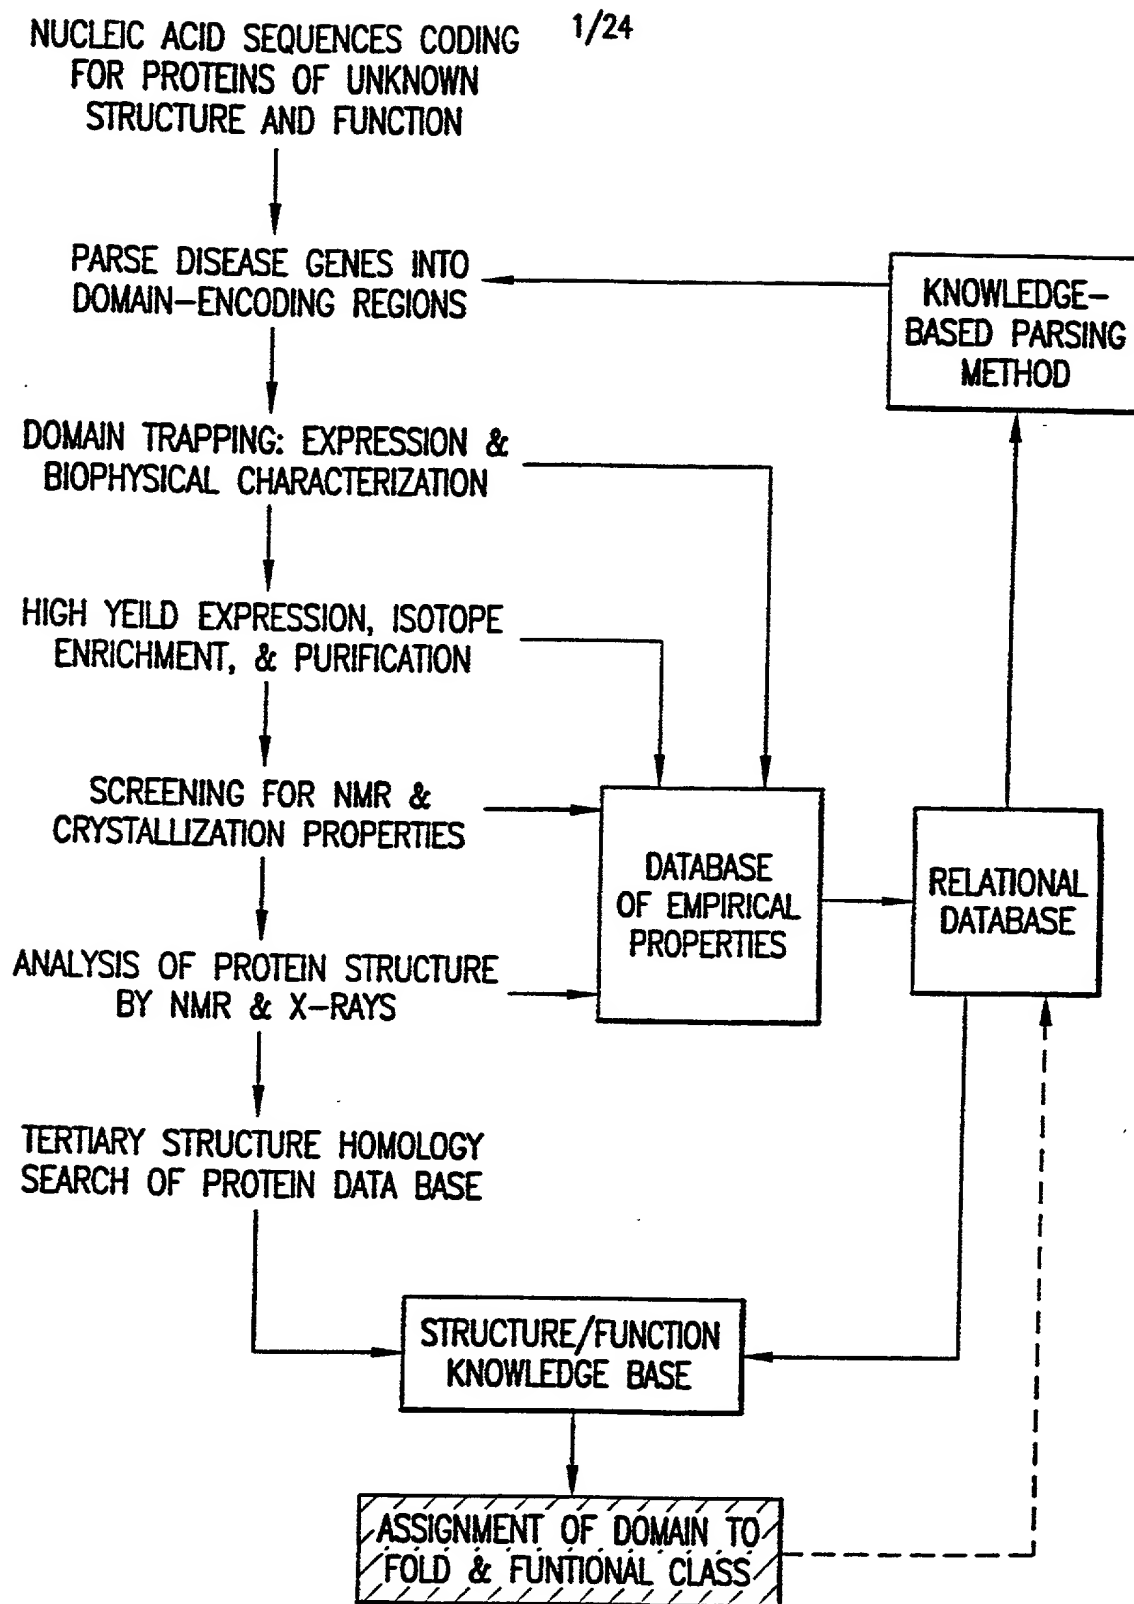 1/24
NUCLEIC ACID SEQUENCES CODING
FOR PROTEINS OF UNKNOWN
STRUCTURE AND FUNCTION
PARSE DISEASE GENES INTO
DOMAIN-ENCODING REGIONS
KNOWLEDGE-
BASED PARSING
METHOD
DOMAIN TRAPPING: EXPRESSION &
BIOPHYSICAL CHARACTERIZATION
HIGH YEILD EXPRESSION, ISOTOPE
ENRICHMENT, & PURIFICATION
SCREENING FOR NMR &
CRYSTALLIZATION PROPERTIES
DATABASE
OF EMPIRICAL
PROPERTIES
RELATIONAL
DATABASE
ANALYSIS OF PROTEIN STRUCTURE
BY NMR & X-RAYS
TERTIARY STRUCTURE HOMOLOGY
SEARCH OF PROTEIN DATA BASE
STRUCTURE/FUNCTION
KNOWLEDGE BASE
ASSIGNMENT OF DOMAIN TO
FOLD & FUNTIONAL CLASS